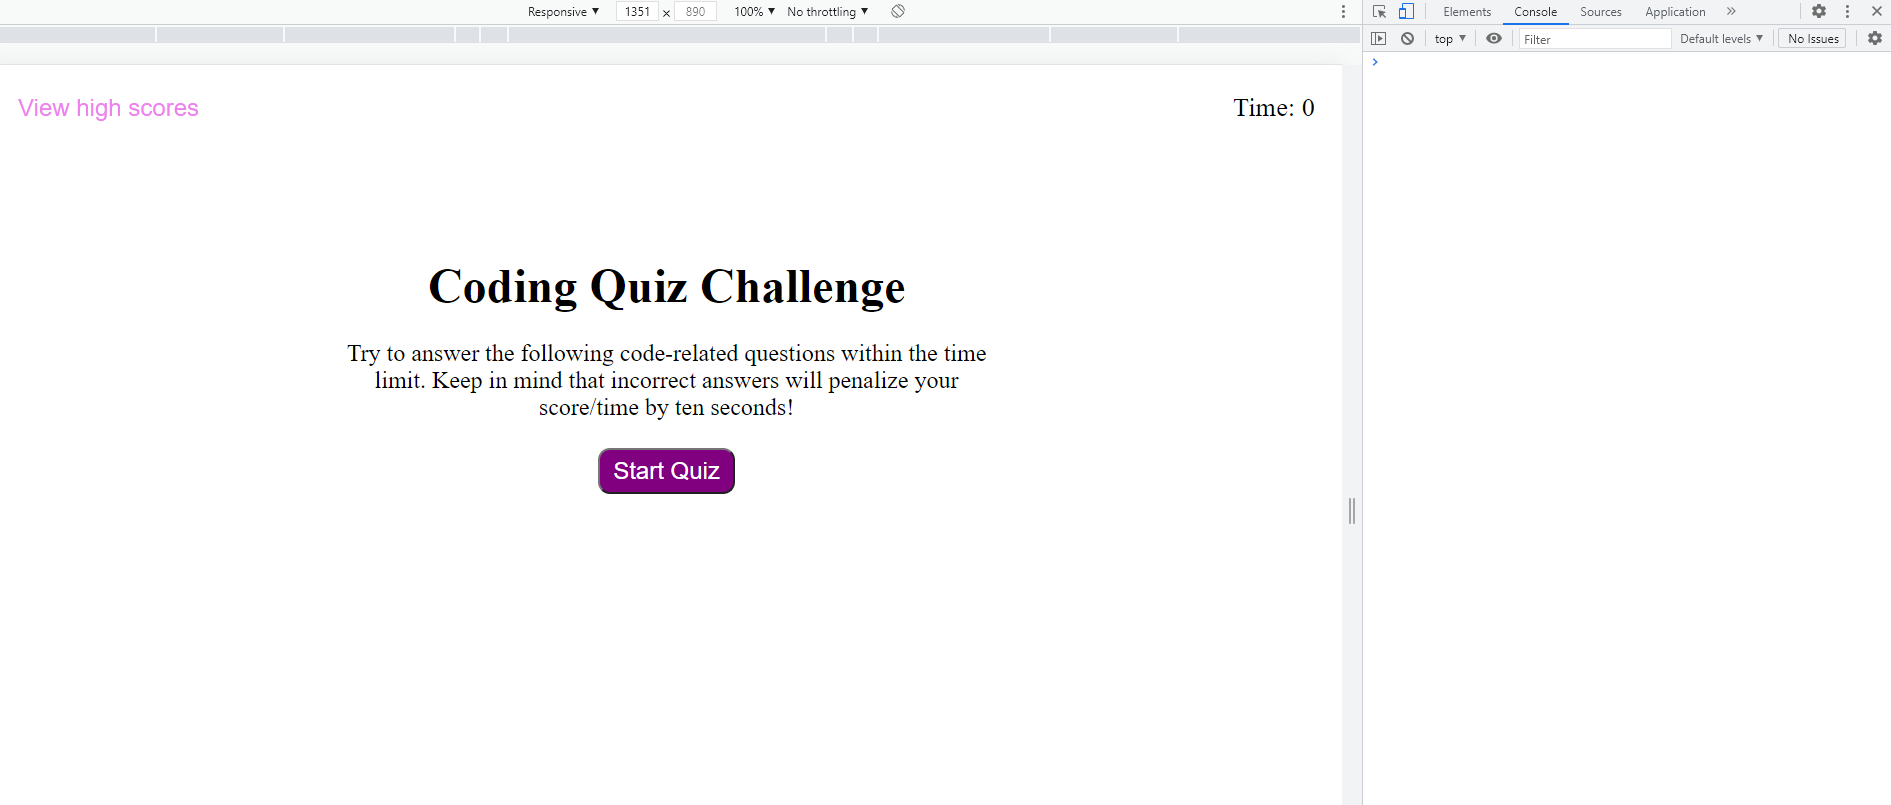 Responsive ▼ 1351 x 890 100% ▼ No throttling ▼
Elements Console Sources Application »
top ▼ Filter Default levels ▼ No Issues
View high scores
Time: 0
Coding Quiz Challenge
Try to answer the following code-related questions within the time
limit. Keep in mind that incorrect answers will penalize your
score/time by ten seconds!
Start Quiz